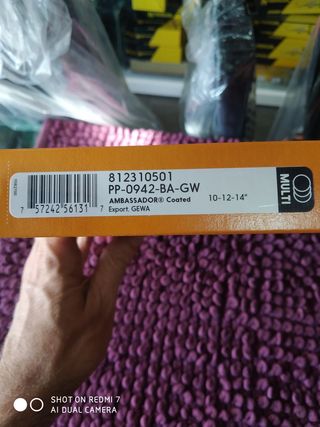 812310501
PP-0942-BA-GW
AMBASSADOR® Coated 10-12-14"
Export. GEWA
7 57242 56131 7
MULTI
SHOT ON REDMI 7
AI DUAL CAMERA